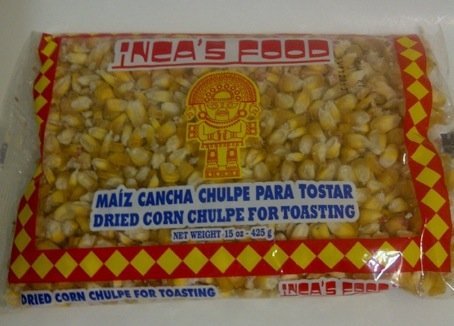 INCA'S FOOD
MAÍZ CANCHA CHULPE PARA TOSTAR
DRIED CORN CHULPE FOR TOASTING
NET WEIGHT 15 oz - 425 g
DRIED CORN CHULPE FOR TOASTING
INCA'S FOOD